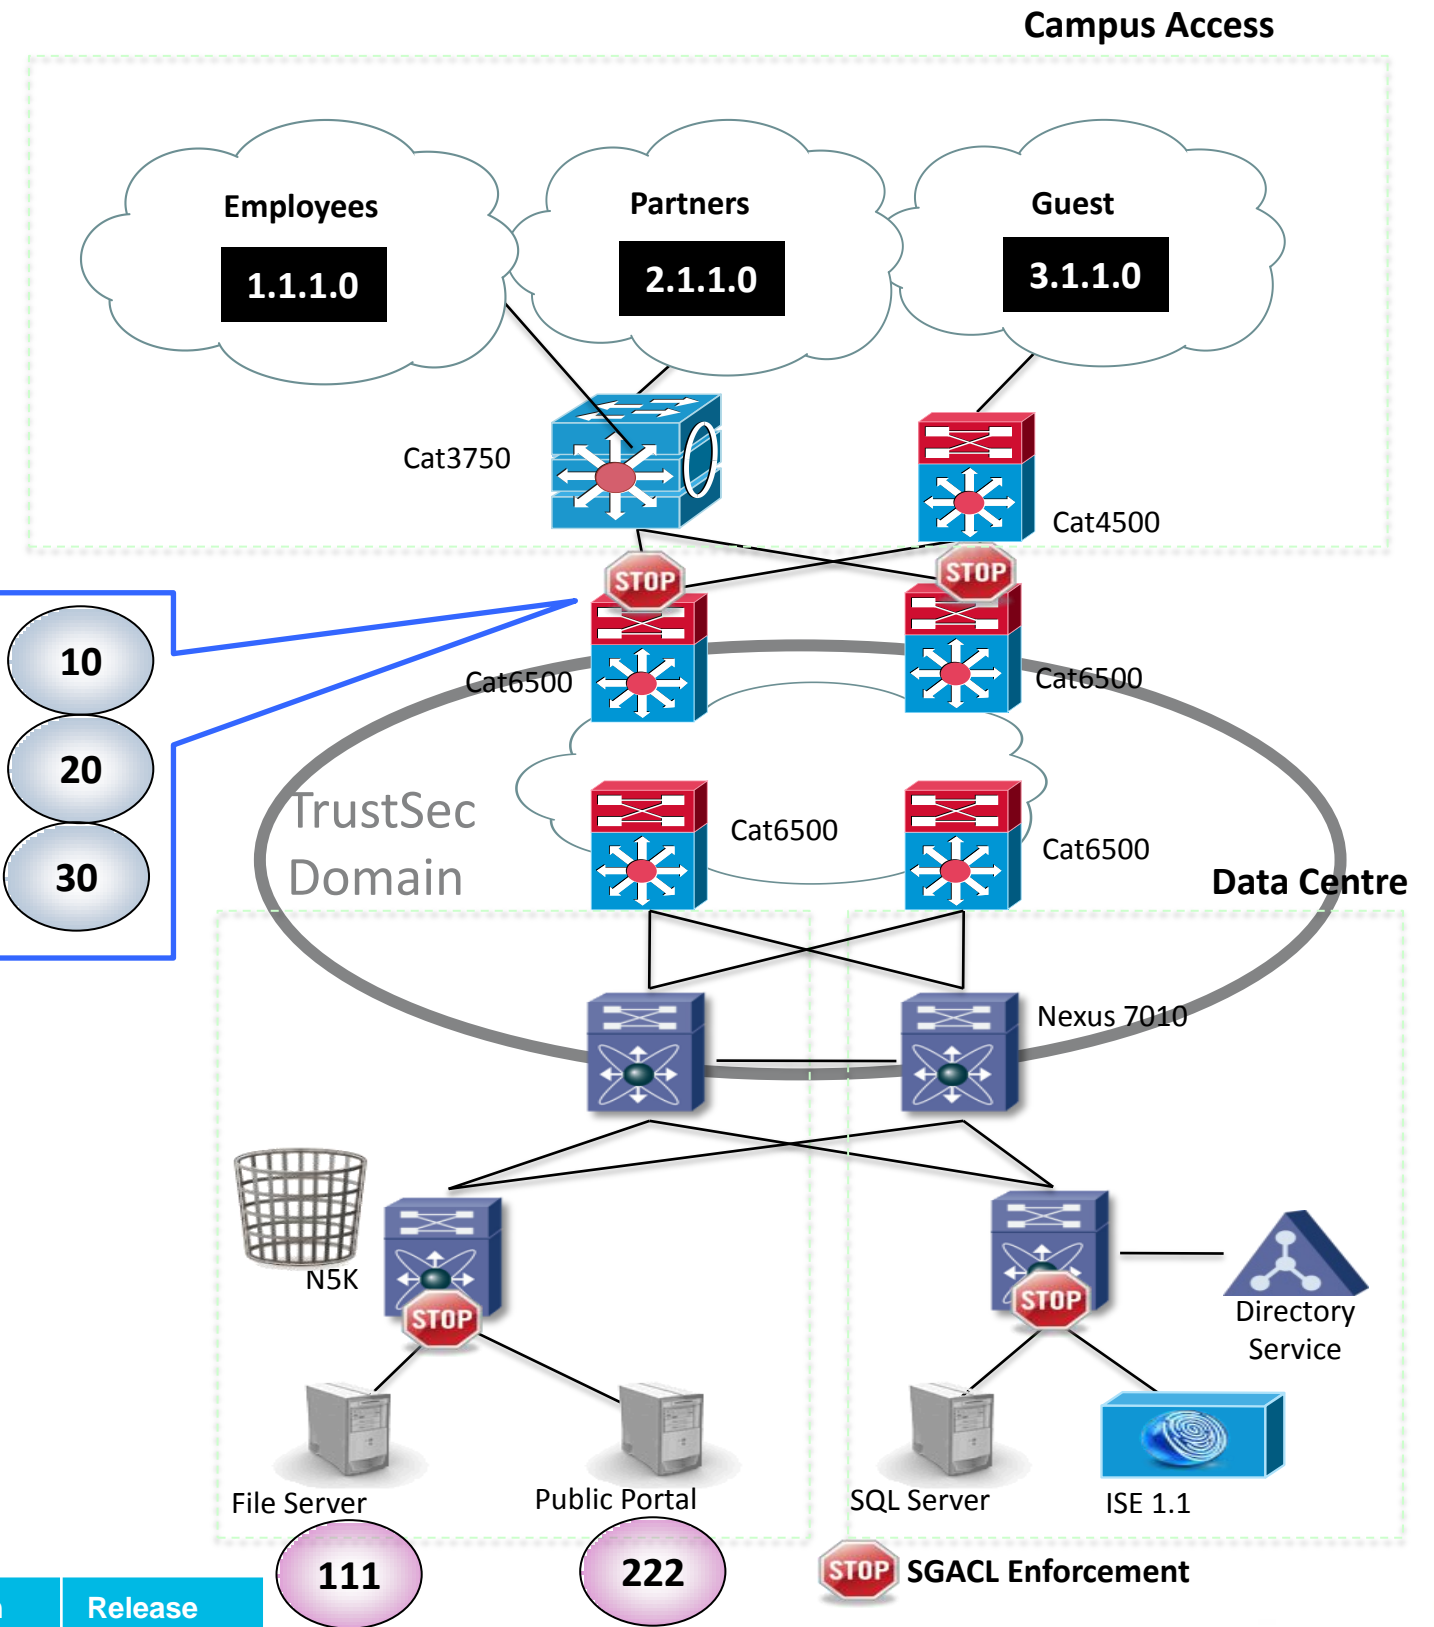 Campus Access
Employees
Partners
Guest
1.1.1.0
2.1.1.0
3.1.1.0
Cat3750
Cat4500
STOP
STOP
10
20
30
Cat6500
Cat6500
TrustSec
Domain
Cat6500
Cat6500
Data Centre
Nexus 7010
N5K
STOP
STOP
Directory
Service
File Server
Public Portal
SQL Server
ISE 1.1
111
222
STOP
SGACL Enforcement
Release